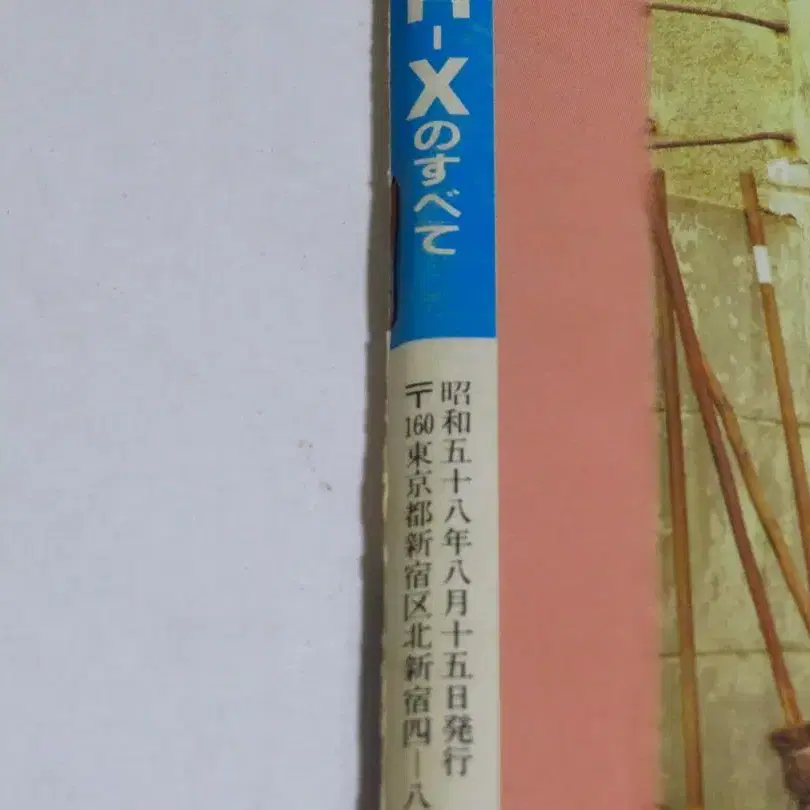 -Xのすべて
昭和五十八年八月十五日発行
〒160東京都新宿区北新宿四―八